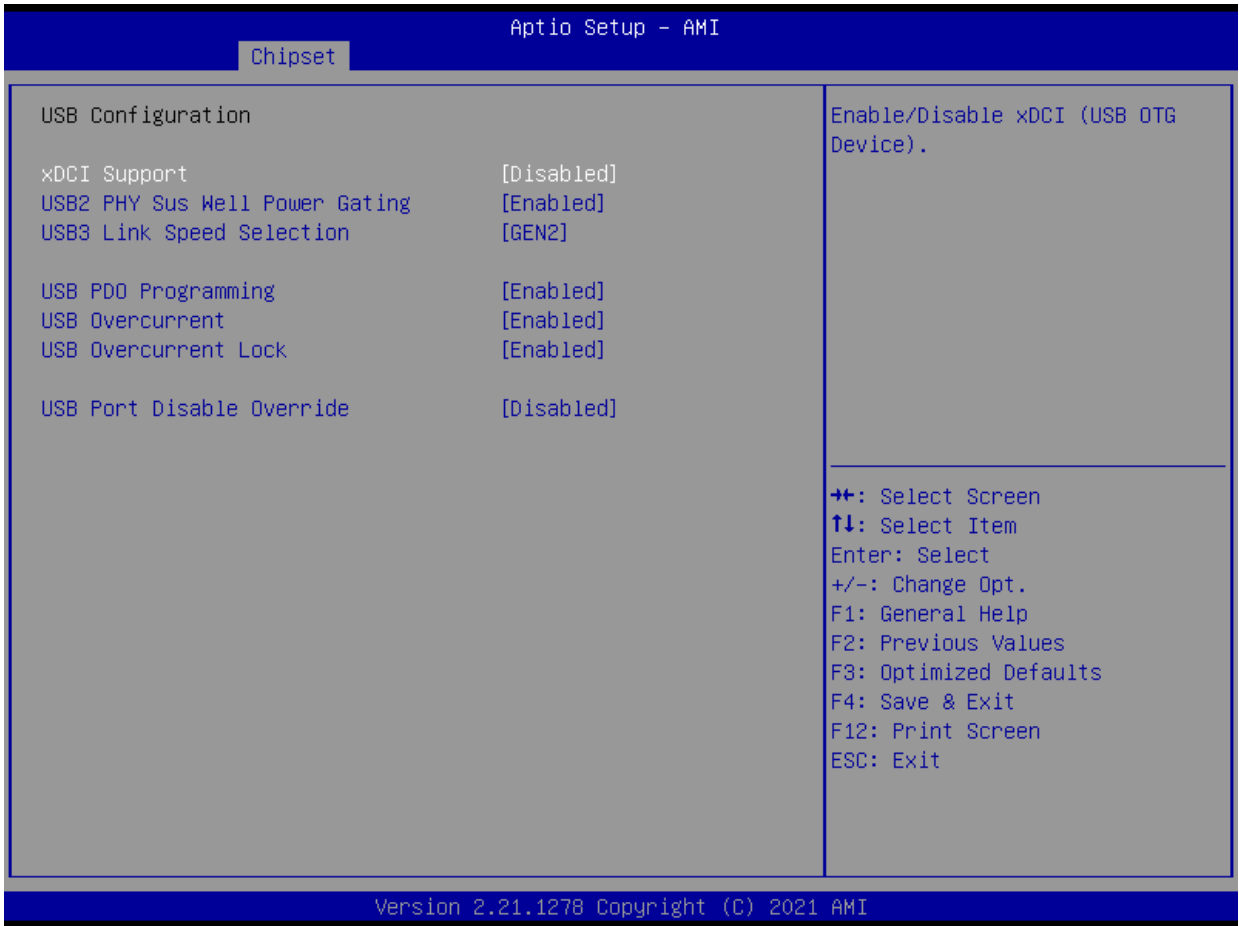 Aptio Setup – AMI
Chipset
USB Configuration
xDCI Support [Disabled]
USB2 PHY Sus Well Power Gating [Enabled]
USB3 Link Speed Selection [GEN2]
USB PDO Programming [Enabled]
USB Overcurrent [Enabled]
USB Overcurrent Lock [Enabled]
USB Port Disable Override [Disabled]
Enable/Disable xDCI (USB OTG
Device).
→←: Select Screen
↑↓: Select Item
Enter: Select
+/-: Change Opt.
F1: General Help
F2: Previous Values
F3: Optimized Defaults
F4: Save & Exit
F12: Print Screen
ESC: Exit
Version 2.21.1278 Copyright (C) 2021 AMI